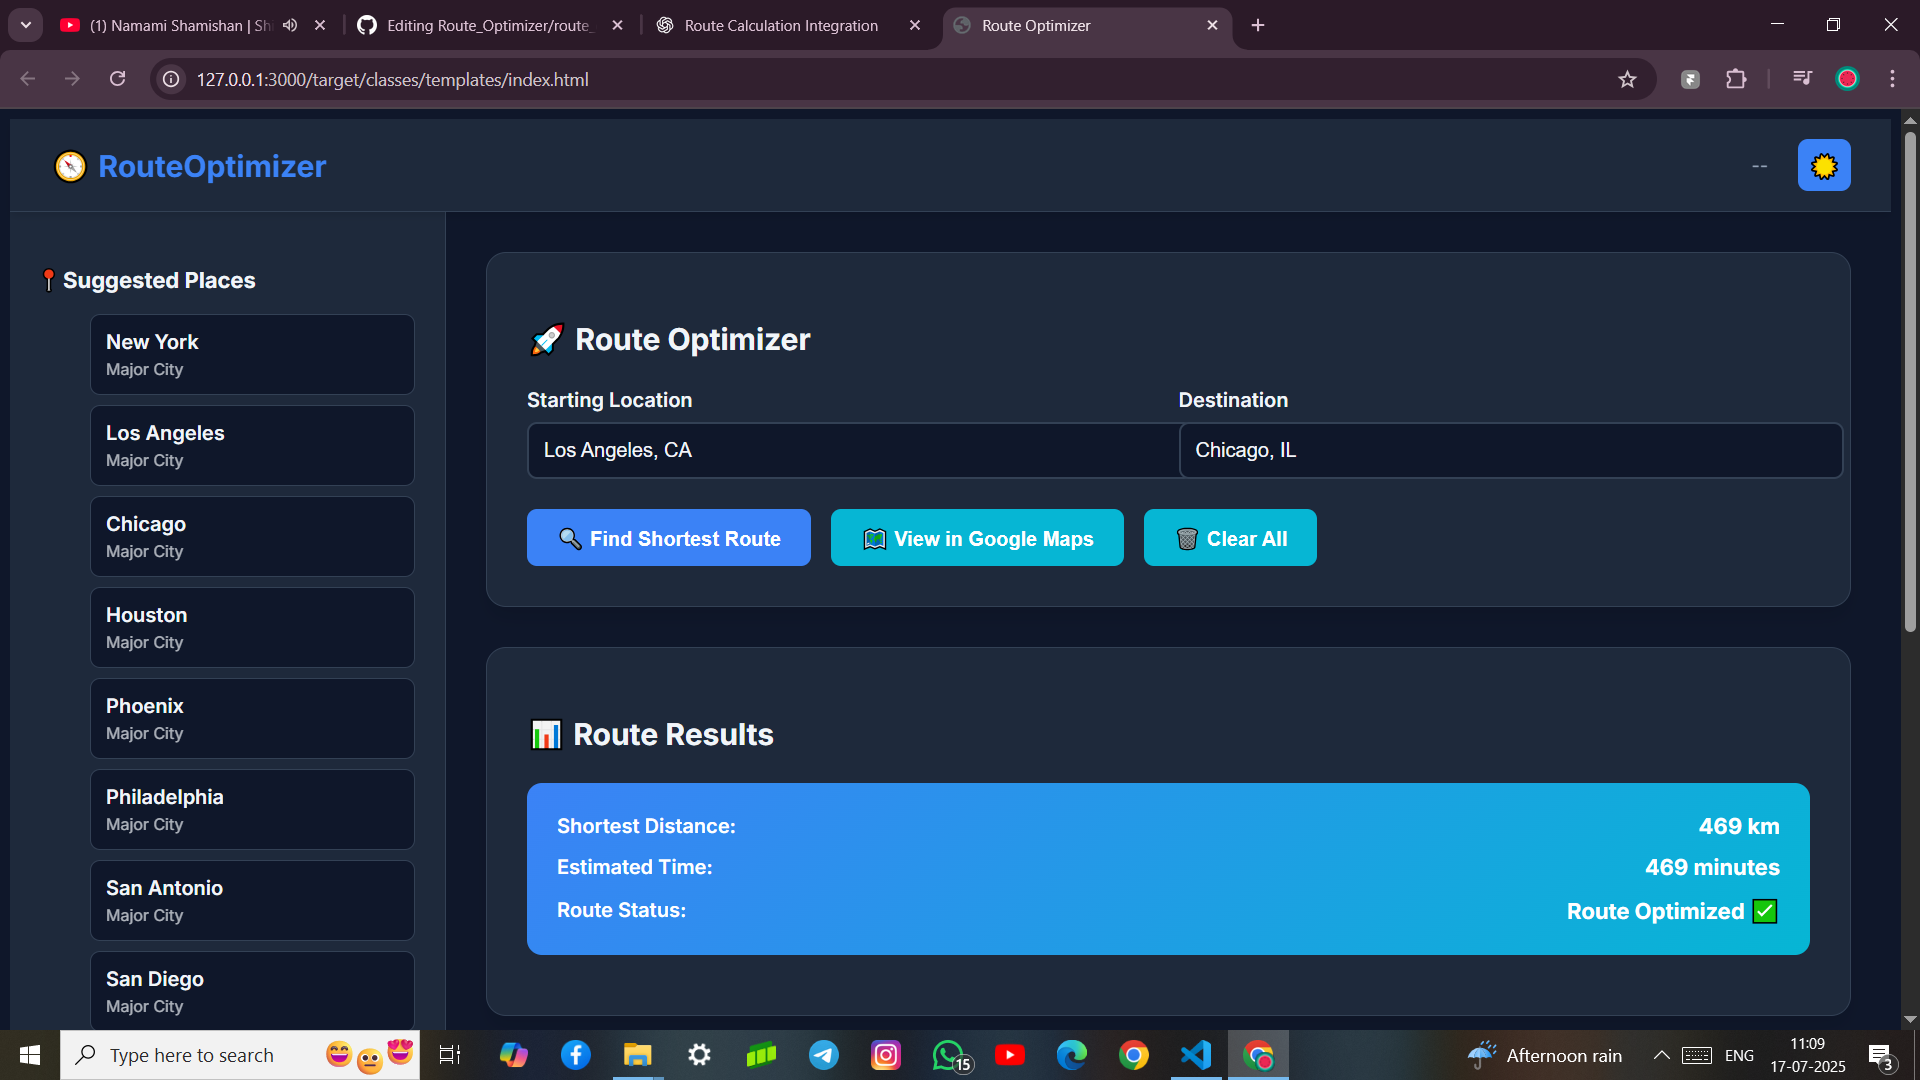 (1) Namami Shamishan | Shi
Editing Route_Optimizer/route_
Route Calculation Integration
Route Optimizer
127.0.0.1:3000/target/classes/templates/index.html
RouteOptimizer
--
Suggested Places
New York
Major City
Los Angeles
Major City
Chicago
Major City
Houston
Major City
Phoenix
Major City
Philadelphia
Major City
San Antonio
Major City
San Diego
Major City
Route Optimizer
Starting Location
Destination
Los Angeles, CA
Chicago, IL
Find Shortest Route
View in Google Maps
Clear All
Route Results
Shortest Distance:
469 km
Estimated Time:
469 minutes
Route Status:
Route Optimized ✅
Type here to search
15
Afternoon rain
ENG
11:09
17-07-2025
3